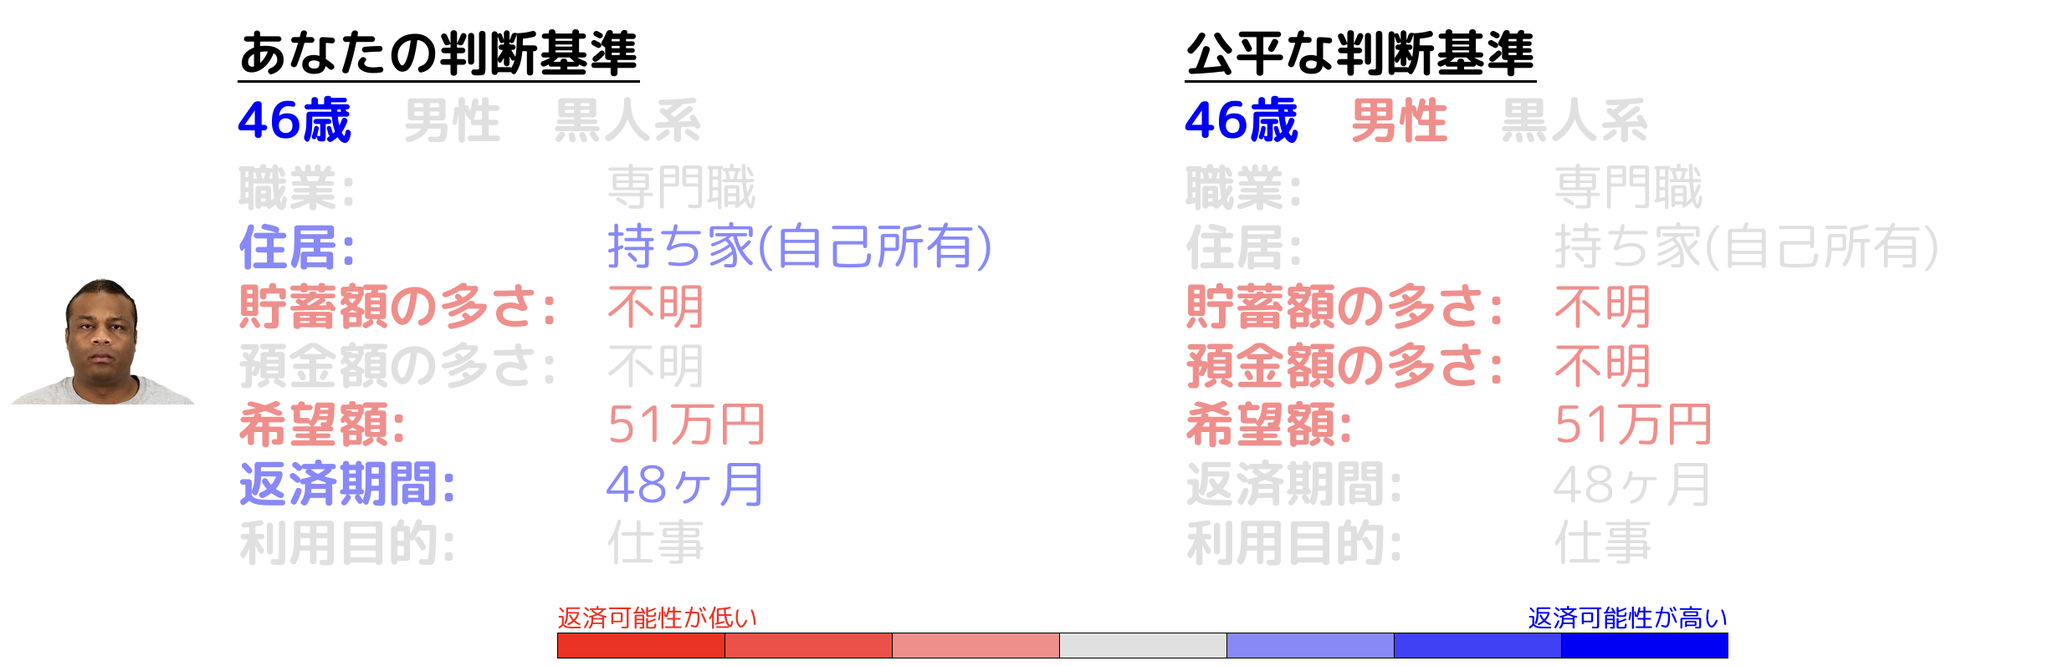 あなたの判断基準
46歳 男性 黒人系
職業: 専門職
住居: 持ち家(自己所有)
貯蓄額の多さ: 不明
預金額の多さ: 不明
希望額: 51万円
返済期間: 48ヶ月
利用目的: 仕事
公平な判断基準
46歳 男性 黒人系
職業: 専門職
住居: 持ち家(自己所有)
貯蓄額の多さ: 不明
預金額の多さ: 不明
希望額: 51万円
返済期間: 48ヶ月
利用目的: 仕事
返済可能性が低い
返済可能性が高い